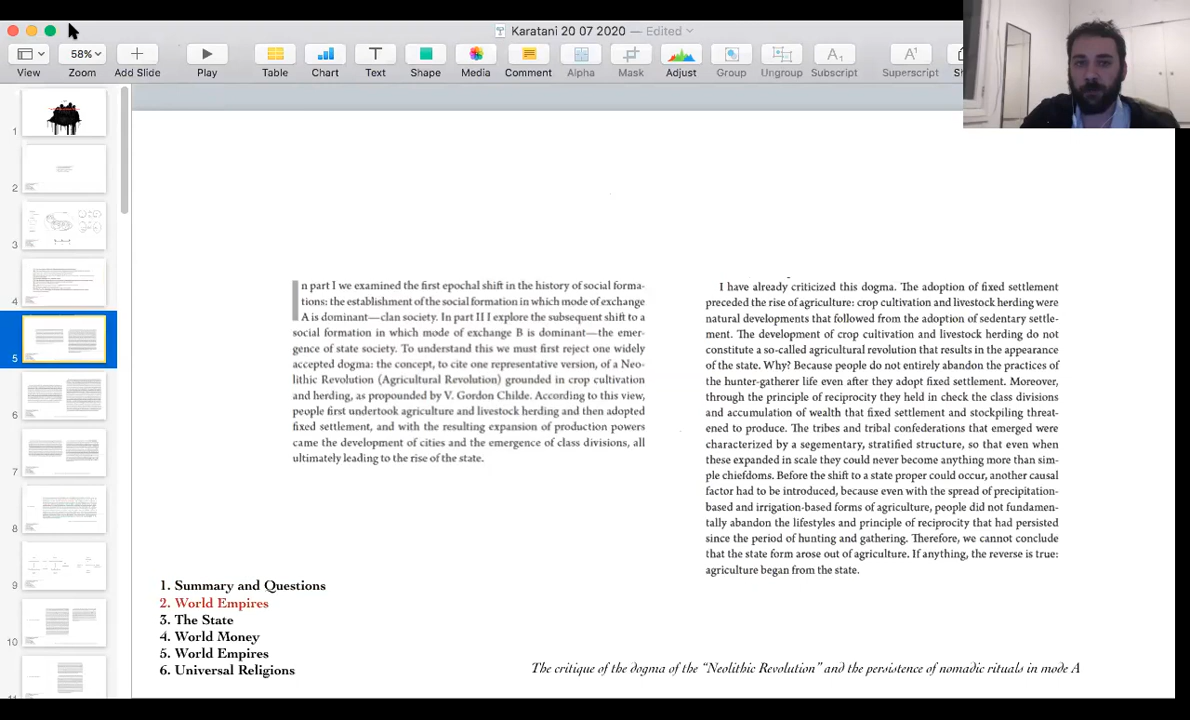 Karatani 20 07 2020 — Edited
58%
View
Zoom
Add Slide
Play
Table
Chart
Text
Shape
Media
Comment
Alpha
Mask
Adjust
Group
Ungroup
Subscript
Superscript
1
2
3
4
5
6
7
8
9
10
In part I we examined the first epochal shift in the history of social forma-
tions: the establishment of the social formation in which mode of exchange
A is dominant—clan society. In part II I explore the subsequent shift to a
social formation in which mode of exchange B is dominant—the emer-
gence of state society. To understand this we must first reject one widely
accepted dogma: the concept, to cite one representative version, of a Neo-
lithic Revolution (Agricultural Revolution) grounded in crop cultivation
and herding, as propounded by V. Gordon Childe. According to this view,
people first undertook agriculture and livestock herding and then adopted
fixed settlement, and with the resulting expansion of production powers
came the development of cities and the emergence of class divisions, all
ultimately leading to the rise of the state.
I have already criticized this dogma. The adoption of fixed settlement
preceded the rise of agriculture: crop cultivation and livestock herding were
natural developments that followed from the adoption of sedentary settle-
ment. The development of crop cultivation and livestock herding do not
constitute a so-called agricultural revolution that results in the appearance
of the state. Why? Because people do not entirely abandon the practices of
the hunter-gatherer life even after they adopt fixed settlement. Moreover,
through the principle of reciprocity they held in check the class divisions
and accumulation of wealth that fixed settlement and stockpiling threat-
ened to produce. The tribes and tribal confederations that emerged were
characterized by a segementary, stratified structure, so that even when
these expanded in scale they could never become anything more than sim-
ple chiefdoms. Before the shift to a state proper could occur, another causal
factor had to be introduced, because even with the spread of precipitation-
based and irrigation-based forms of agriculture, people did not fundamen-
tally abandon the lifestyles and principle of reciprocity that had persisted
since the period of hunting and gathering. Therefore, we cannot conclude
that the state form arose out of agriculture. If anything, the reverse is true:
agriculture began from the state.
1. Summary and Questions
2. World Empires
3. The State
4. World Money
5. World Empires
6. Universal Religions
The critique of the dogma of the “Neolithic Revolution” and the persistence of nomadic rituals in mode A